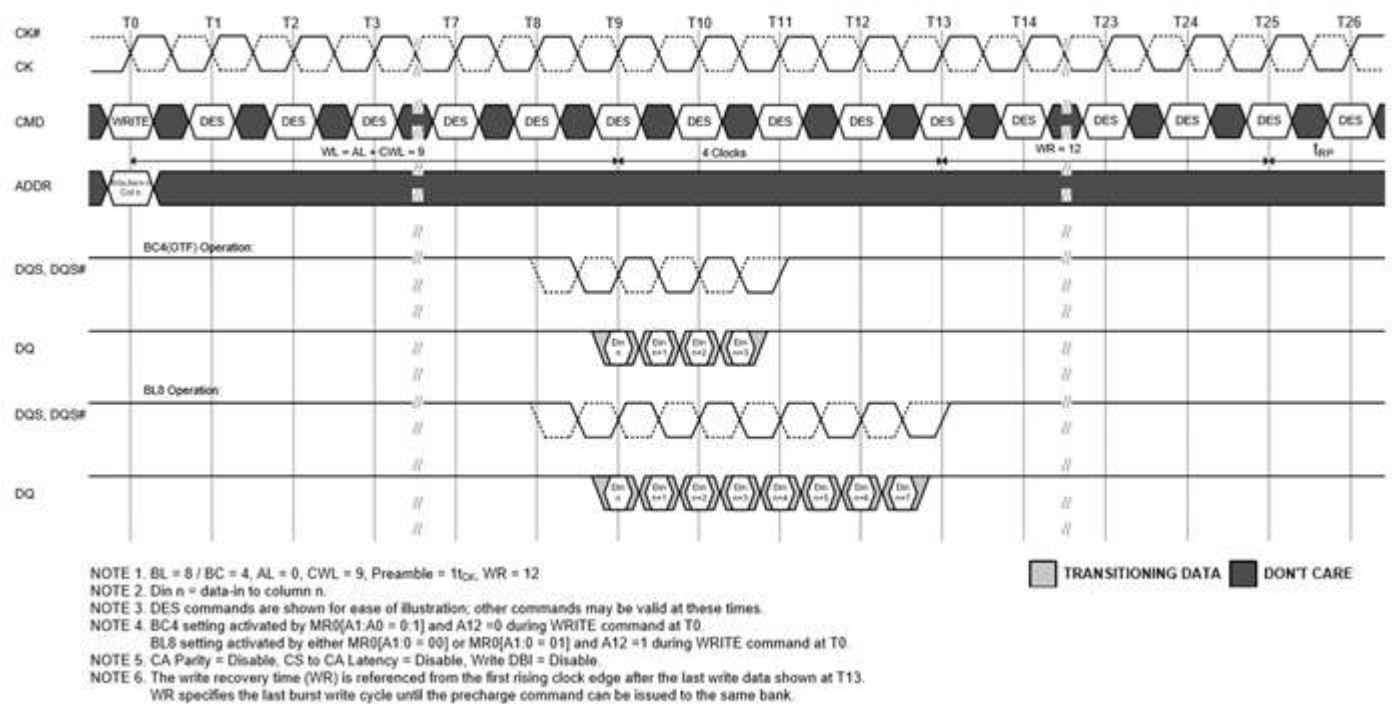 T0 T1 T2 T3 T7 T8 T9 T10 T11 T12 T13 T14 T23 T24 T25 T26
CK#
CK
CMD WRITE DES DES DES DES DES DES DES DES DES DES DES DES DES DES DES
WL = AL + CWL = 9 4 Clocks WR = 12 tRP
ADDR
Col n
BC4(OTF) Operation:
DQS, DQS#
DQ Din n Din n+1 Din n+2 Din n+3
BL8 Operation
DQS, DQS#
DQ Din n Din n+1 Din n+2 Din n+3 Din n+4 Din n+5 Din n+6 Din n+7
NOTE 1. BL = 8 / BC = 4, AL = 0, CWL = 9, Preamble = 1tCK, WR = 12
NOTE 2. Din n = data-in to column n.
NOTE 3. DES commands are shown for ease of illustration; other commands may be valid at these times.
NOTE 4. BC4 setting activated by MR0[A1:A0 = 0:1] and A12 =0 during WRITE command at T0.
BL8 setting activated by either MR0[A1:0 = 00] or MR0[A1:0 = 01] and A12 =1 during WRITE command at T0.
NOTE 5. CA Parity = Disable, CS to CA Latency = Disable, Write DBI = Disable.
NOTE 6. The write recovery time (WR) is referenced from the first rising clock edge after the last write data shown at T13.
WR specifies the last burst write cycle until the precharge command can be issued to the same bank.
TRANSITIONING DATA DON'T CARE